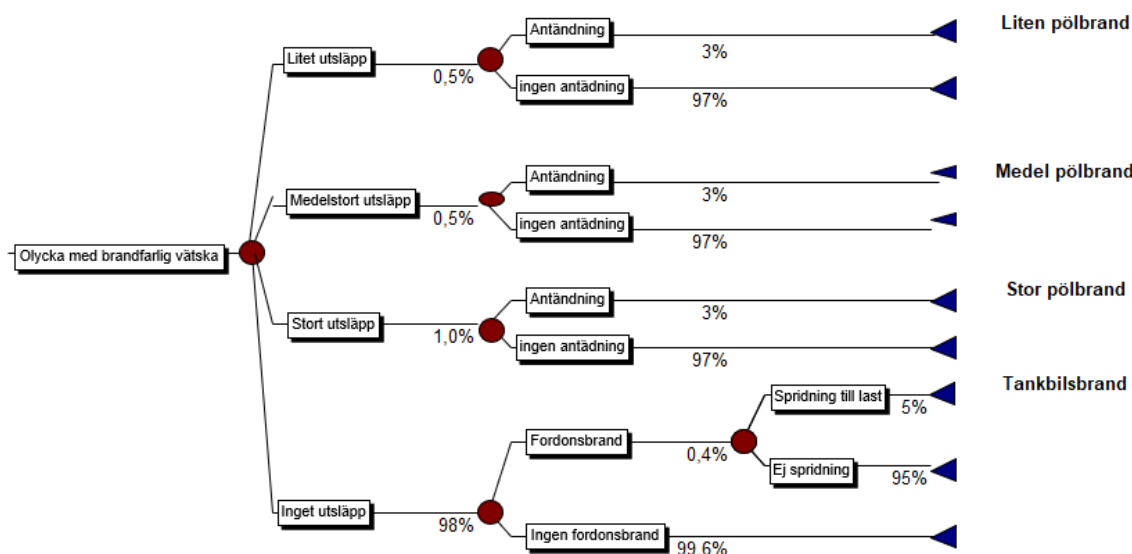 Antändning
Liten pölbrand
3%
Litet utsläpp
0,5%
ingen antädning
97%
Antändning
Medel pölbrand
3%
Medelstort utsläpp
0,5%
ingen antädning
97%
Olycka med brandfarlig vätska
Antändning
Stor pölbrand
3%
Stort utsläpp
1,0%
ingen antädning
97%
Tankbilsbrand
Spridning till last
5%
Fordonsbrand
0,4%
Ej spridning
95%
Inget utsläpp
98%
Ingen fordonsbrand
99,6%